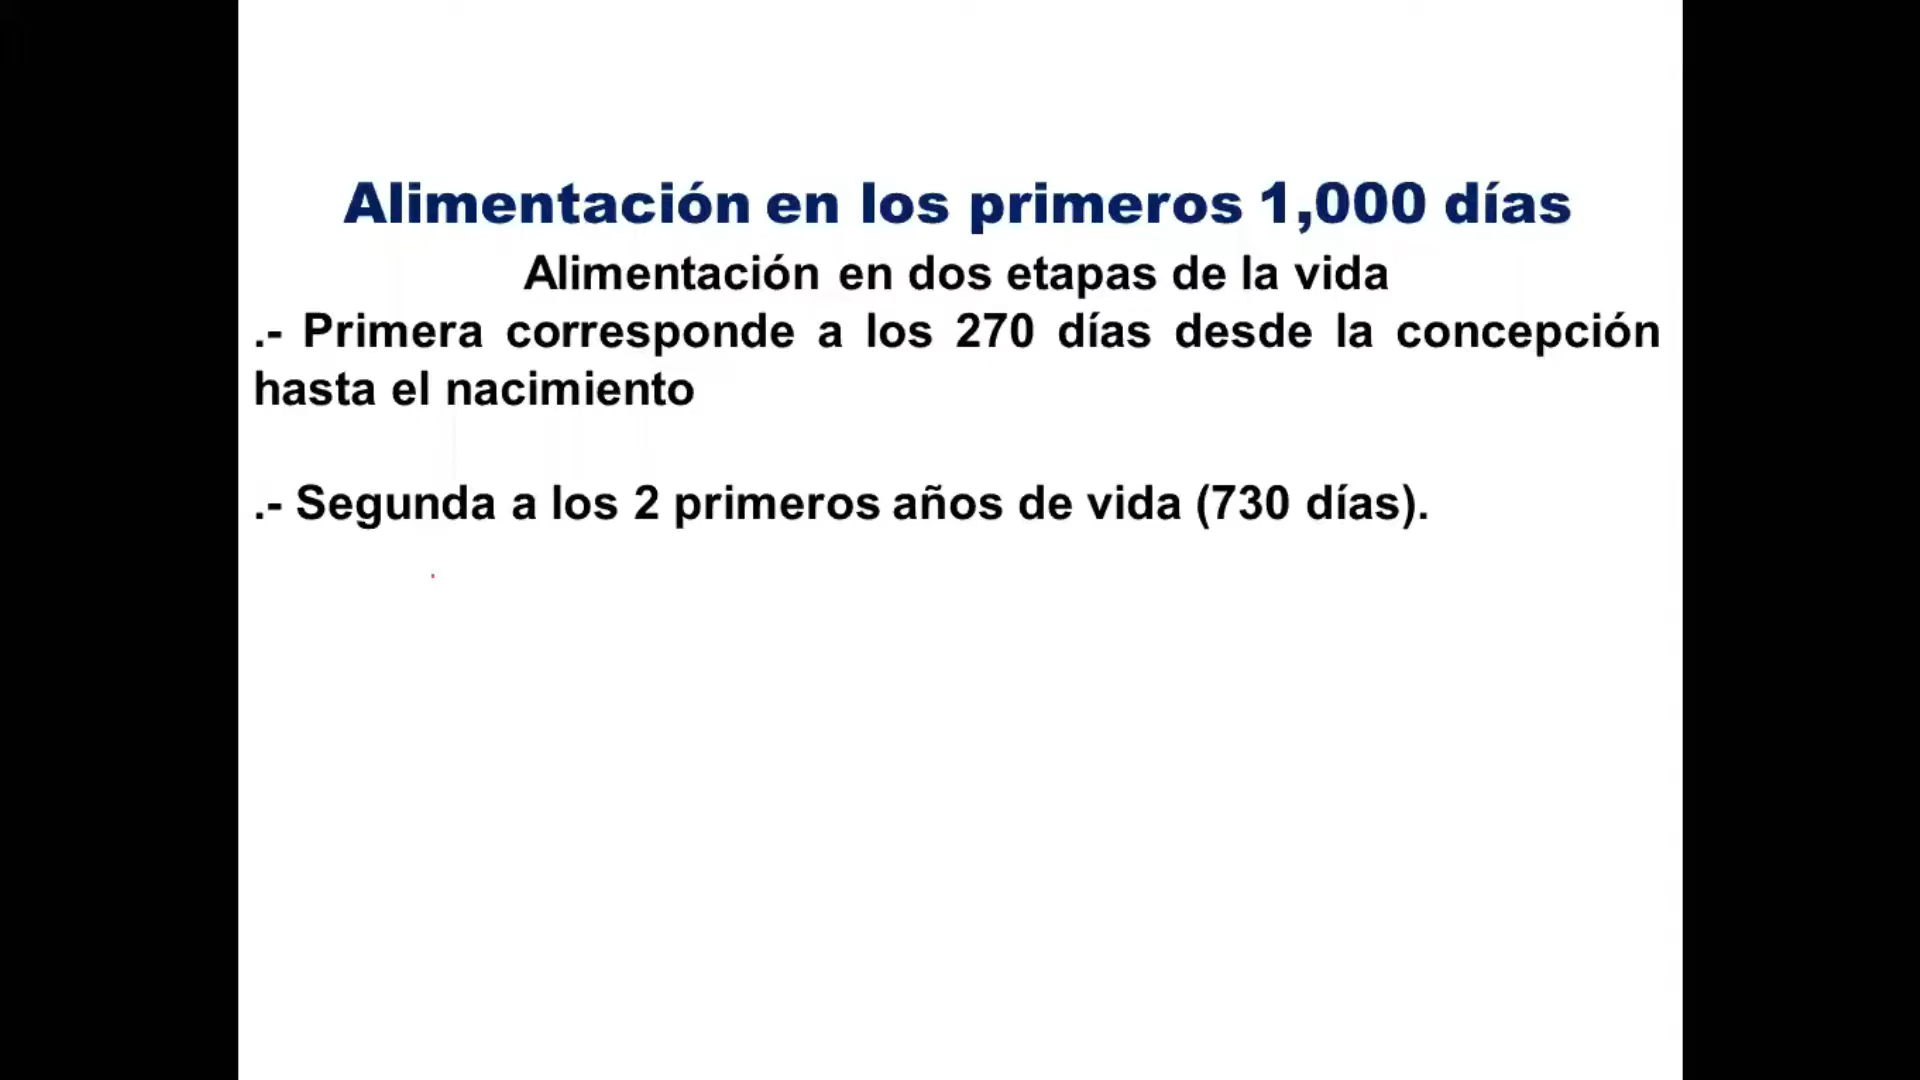 Alimentación en los primeros 1,000 días
Alimentación en dos etapas de la vida
.- Primera corresponde a los 270 días desde la concepción
hasta el nacimiento
.- Segunda a los 2 primeros años de vida (730 días).